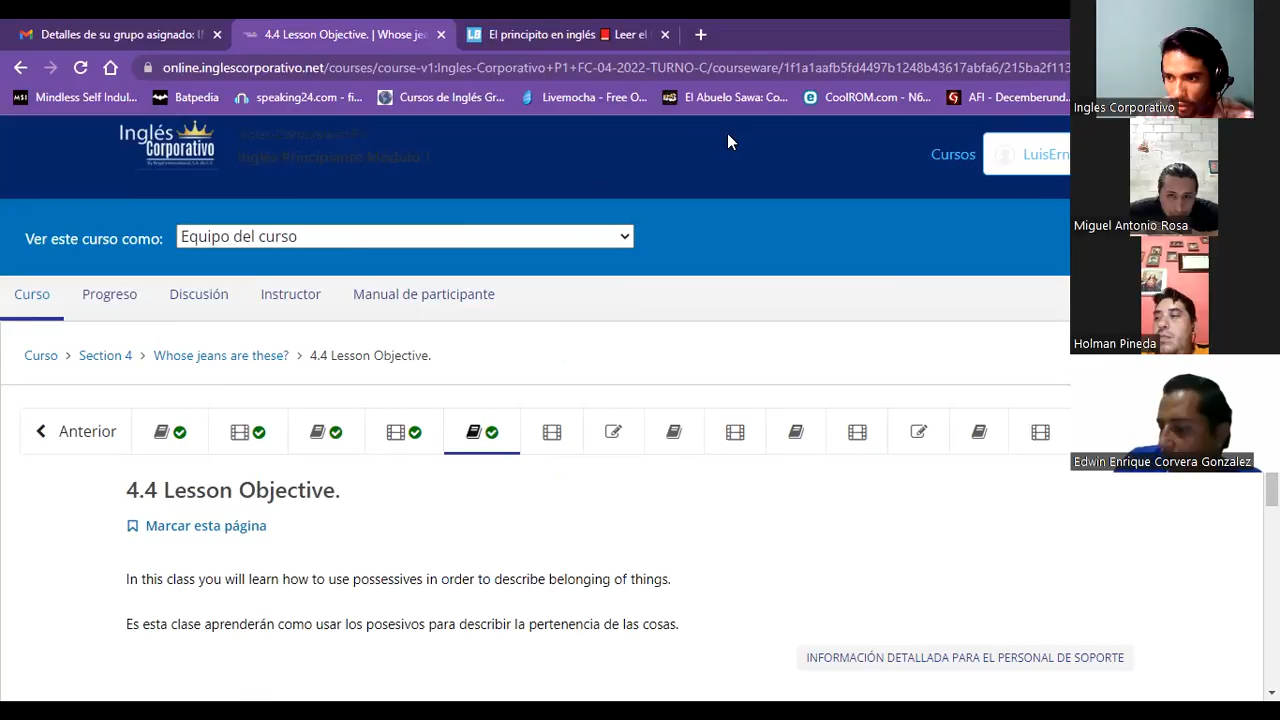 Detalles de su grupo asignado: I
4.4 Lesson Objective. | Whose jea
El principito en inglés 📕 Leer el
online.inglescorporativo.net/courses/course-v1:InglesCorporativo+P1+FC-04-2022-TURNO-C/courseware/1f1a1aafb5fd4497b1248b43617abfa6/215ba2f113
Mindless Self Indul...
Batpedia
speaking24.com - fi...
Cursos de Inglés Gr...
Livemocha - Free O...
El Abuelo Sawa: Co...
CoolROM.com - N6...
AFI - Decemberund...
Inglés
Corporativo
Inglés Principiante Módulo I
Cursos
LuisErn
Ver este curso como:
Equipo del curso
Curso
Progreso
Discusión
Instructor
Manual de participante
Curso > Section 4 > Whose jeans are these? > 4.4 Lesson Objective.
Anterior
4.4 Lesson Objective.
Marcar esta página
In this class you will learn how to use possessives in order to describe belonging of things.
Es esta clase aprenderán como usar los posesivos para describir la pertenencia de las cosas.
INFORMACIÓN DETALLADA PARA EL PERSONAL DE SOPORTE
Ingles Corporativo
Miguel Antonio Rosa
Holman Pineda
Edwin Enrique Corvera Gonzalez